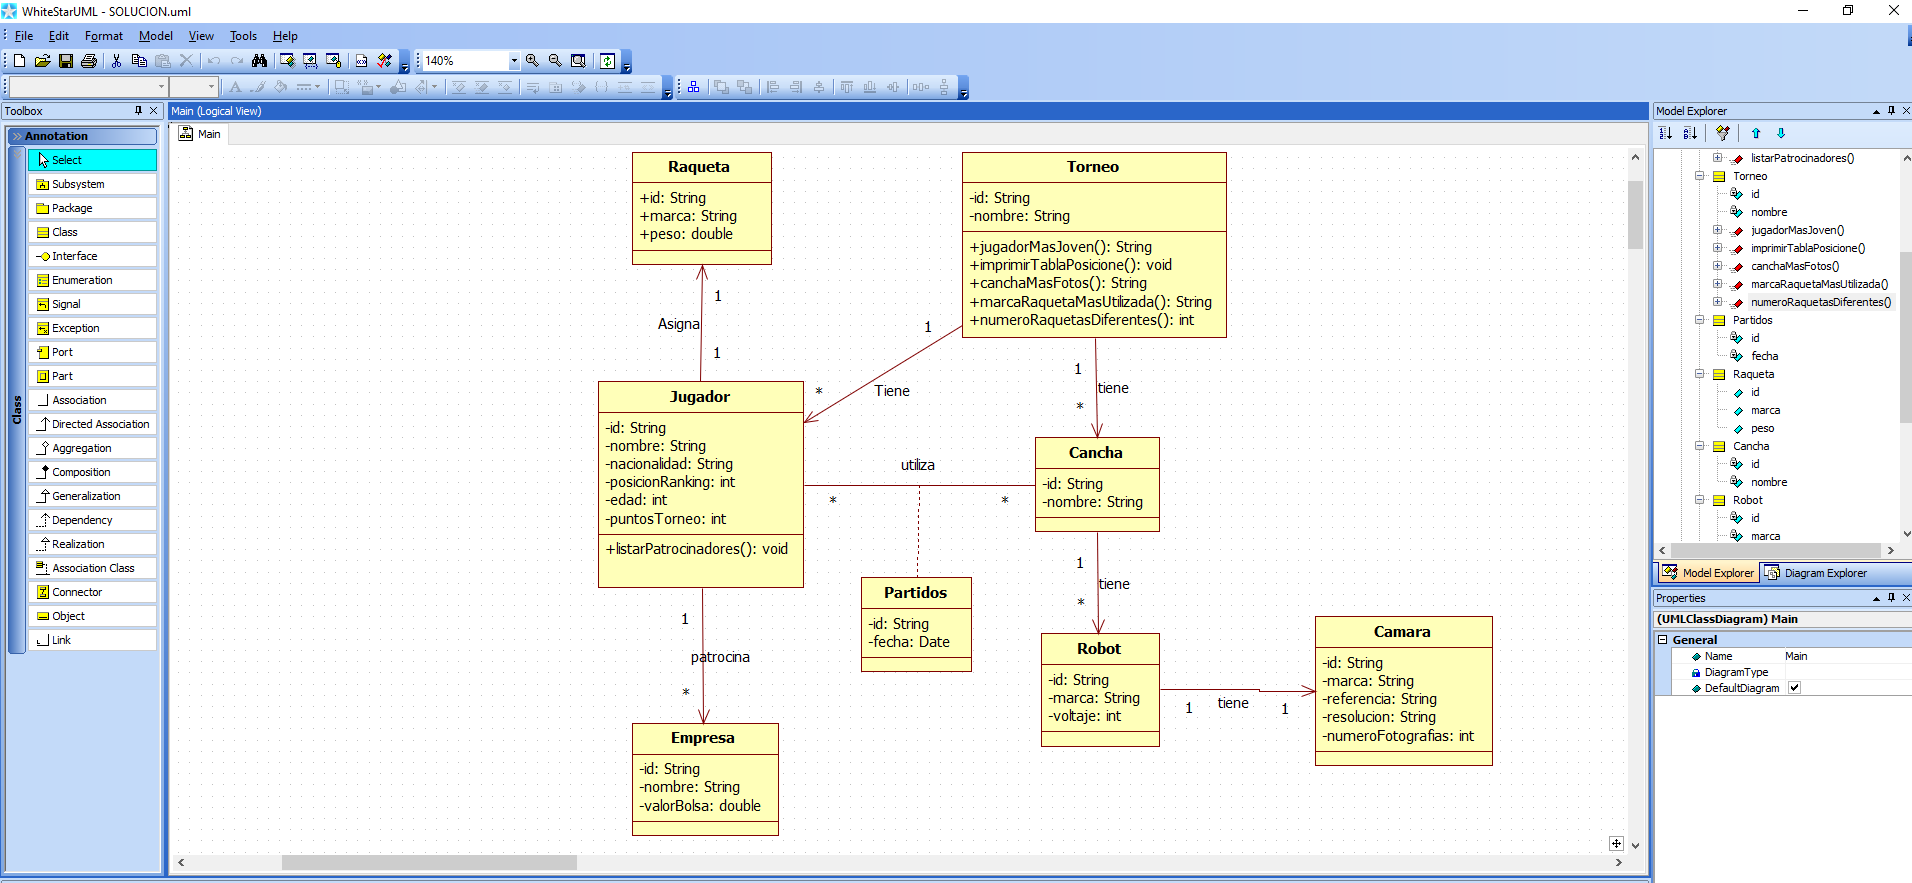 WhiteStarUML - SOLUCION.uml
File Edit Format Model View Tools Help
140%
Toolbox
Annotation
Class
Select
Subsystem
Package
Class
Interface
Enumeration
Signal
Exception
Port
Part
Association
Directed Association
Aggregation
Composition
Generalization
Dependency
Realization
Association Class
Connector
Object
Link
Main (Logical View)
Main
Raqueta
+id: String
+marca: String
+peso: double
Torneo
-id: String
-nombre: String
+jugadorMasJoven(): String
+imprimirTablaPosicione(): void
+canchaMasFotos(): String
+marcaRaquetaMasUtilizada(): String
+numeroRaquetasDiferentes(): int
1
Asigna
1
1
Tiene
*
1
tiene
*
Jugador
-id: String
-nombre: String
-nacionalidad: String
-posicionRanking: int
-edad: int
-puntosTorneo: int
+listarPatrocinadores(): void
utiliza
*
*
Cancha
-id: String
-nombre: String
1
tiene
*
Partidos
-id: String
-fecha: Date
1
patrocina
*
Robot
-id: String
-marca: String
-voltaje: int
1
tiene
1
Camara
-id: String
-marca: String
-referencia: String
-resolucion: String
-numeroFotografias: int
Empresa
-id: String
-nombre: String
-valorBolsa: double
Model Explorer
listarPatrocinadores()
Torneo
id
nombre
jugadorMasJoven()
imprimirTablaPosicione()
canchaMasFotos()
marcaRaquetaMasUtilizada()
numeroRaquetasDiferentes()
Partidos
id
fecha
Raqueta
id
marca
peso
Cancha
id
nombre
Robot
id
marca
Model Explorer Diagram Explorer
Properties
(UMLClassDiagram) Main
General
Name Main
DiagramType
DefaultDiagram